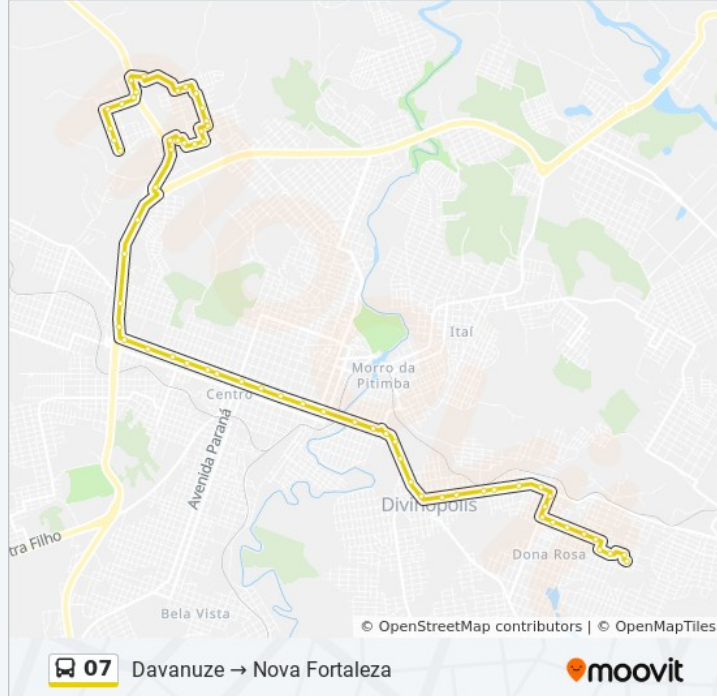 Itaí
Morro da
Pitimba
Centro
Avenida Paraná
Divinópolis
tra Filho
Dona Rosa
Bela Vista
© OpenStreetMap contributors | © OpenMapTiles
07 Davanuze → Nova Fortaleza
moovit